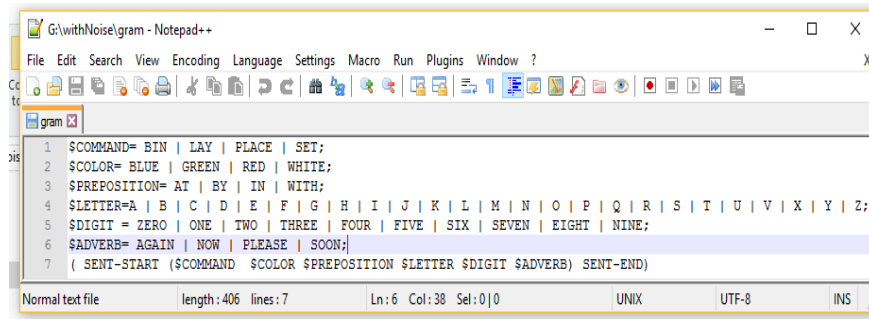 G:\withNoise\gram - Notepad++
File Edit Search View Encoding Language Settings Macro Run Plugins Window ? X
gram
1 $COMMAND= BIN | LAY | PLACE | SET;
2 $COLOR= BLUE | GREEN | RED | WHITE;
3 $PREPOSITION= AT | BY | IN | WITH;
4 $LETTER=A | B | C | D | E | F | G | H | I | J | K | L | M | N | O | P | Q | R | S | T | U | V | X | Y | Z;
5 $DIGIT = ZERO | ONE | TWO | THREE | FOUR | FIVE | SIX | SEVEN | EIGHT | NINE;
6 $ADVERB= AGAIN | NOW | PLEASE | SOON;
7 ( SENT-START ($COMMAND $COLOR $PREPOSITION $LETTER $DIGIT $ADVERB) SENT-END)
Normal text file length : 406 lines : 7 Ln : 6 Col : 38 Sel : 0 | 0 UNIX UTF-8 INS